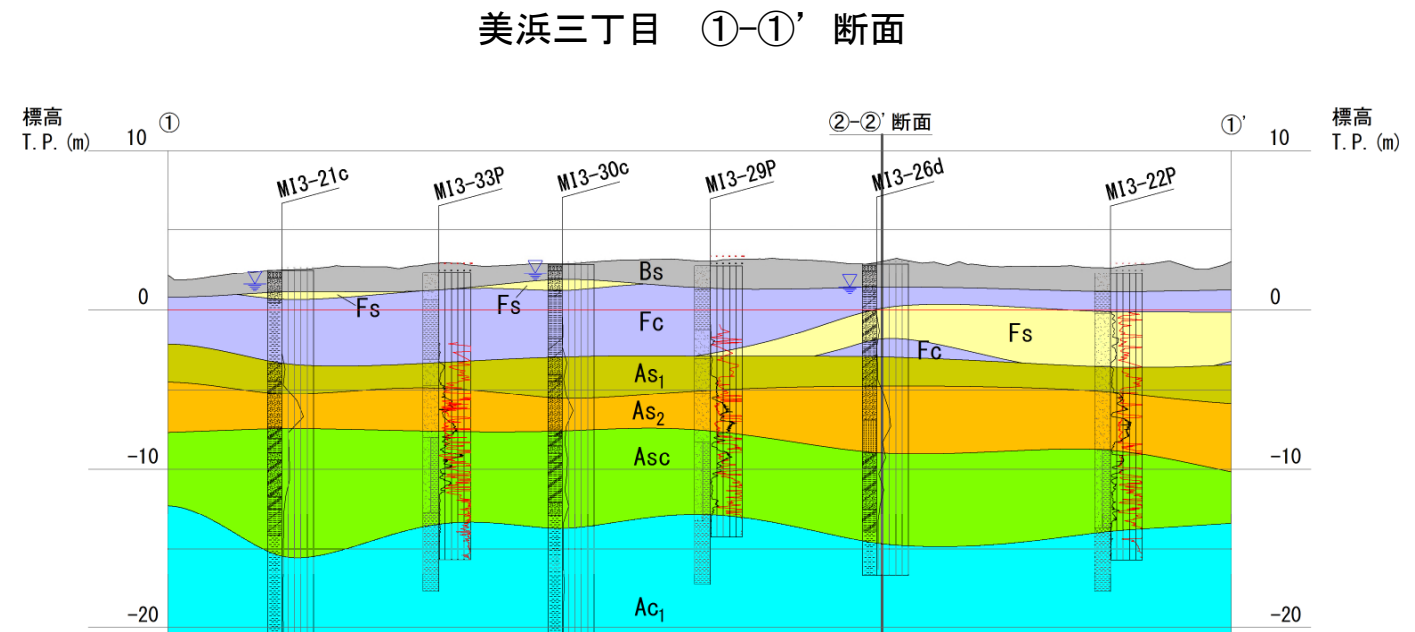 美浜三丁目 ①-①’断面
標高
T.P.(m)
①
②-②'断面
①'
標高
T.P.(m)
10
10
MI3-21c
MI3-33P
MI3-30c
MI3-29P
MI3-26d
MI3-22P
Bs
0
0
Fs
Fs
Fc
Fs
Fc
As₁
As₂
Asc
-10
-10
Ac₁
-20
-20